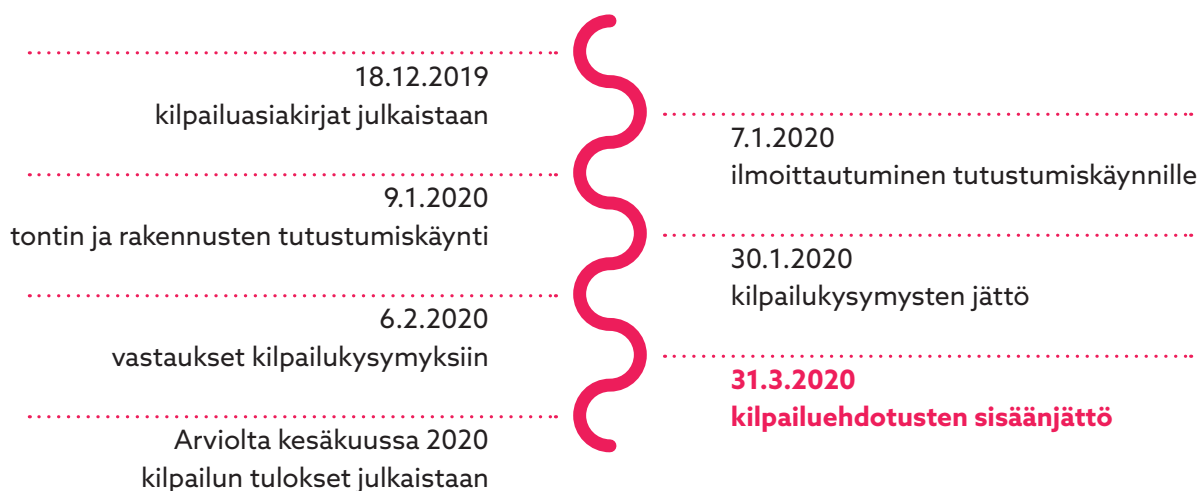 18.12.2019
kilpailuasiakirjat julkaistaan
7.1.2020
ilmoittautuminen tutustumiskäynnille
9.1.2020
tontin ja rakennusten tutustumiskäynti
30.1.2020
kilpailukysymysten jättö
6.2.2020
vastaukset kilpailukysymyksiin
31.3.2020
kilpailuehdotusten sisäänjättö
Arviolta kesäkuussa 2020
kilpailun tulokset julkaistaan